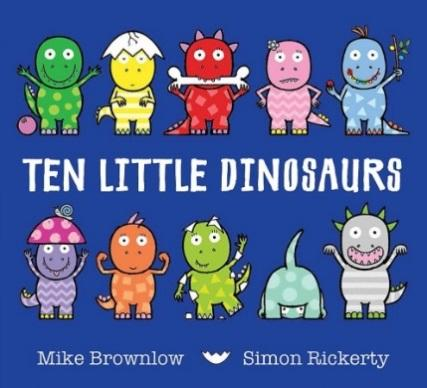 TEN LITTLE DINOSAURS
Mike Brownlow Simon Rickerty